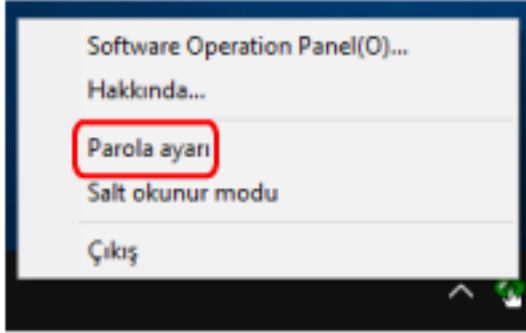 Software Operation Panel(O)...
Hakkında...
Parola ayarı
Salt okunur modu
Çıkış